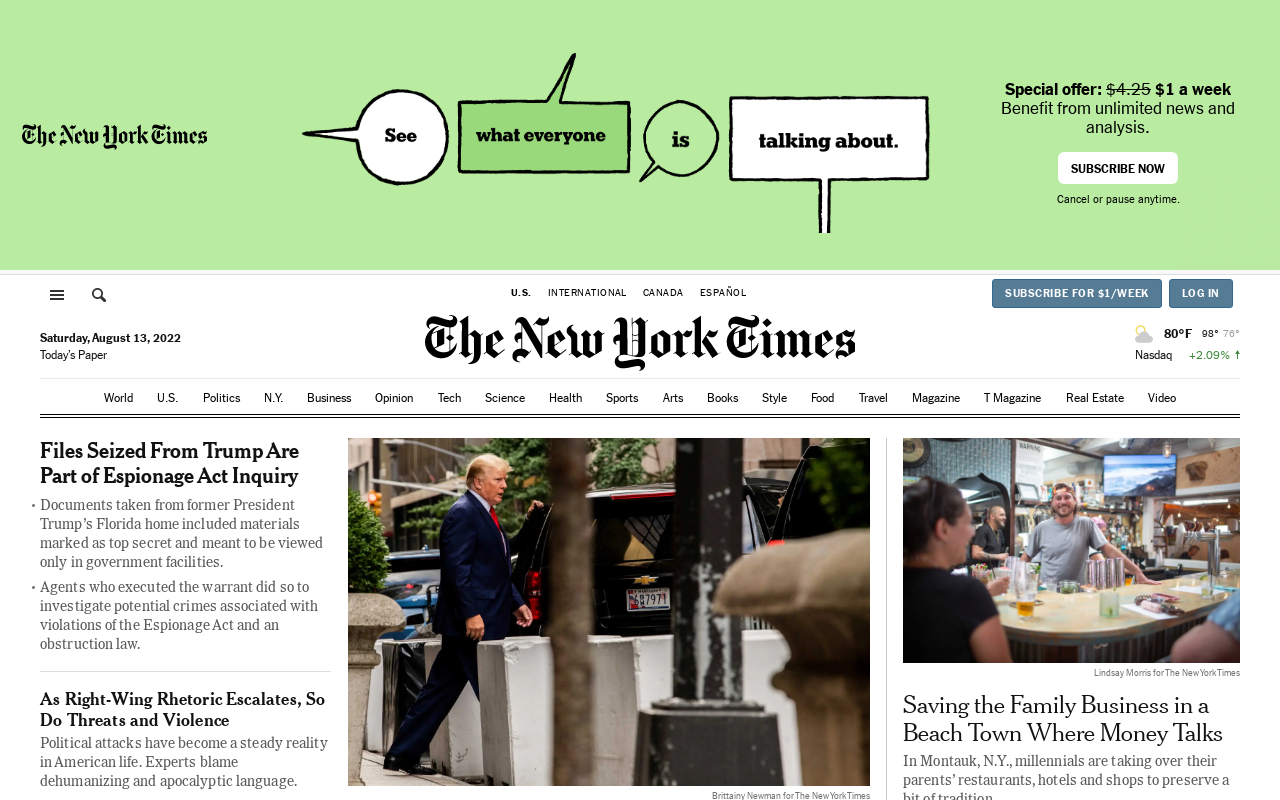 The New York Times
See
what everyone
is
talking about.
Special offer: $4.25 $1 a week
Benefit from unlimited news and
analysis.
SUBSCRIBE NOW
Cancel or pause anytime.
U.S. INTERNATIONAL CANADA ESPAÑOL
SUBSCRIBE FOR $1/WEEK LOG IN
Saturday, August 13, 2022
Today's Paper
The New York Times
80°F 98° 76°
Nasdaq +2.09% ↑
World U.S. Politics N.Y. Business Opinion Tech Science Health Sports Arts Books Style Food Travel Magazine T Magazine Real Estate Video
Files Seized From Trump Are
Part of Espionage Act Inquiry
• Documents taken from former President
Trump's Florida home included materials
marked as top secret and meant to be viewed
only in government facilities.
• Agents who executed the warrant did so to
investigate potential crimes associated with
violations of the Espionage Act and an
obstruction law.
As Right-Wing Rhetoric Escalates, So
Do Threats and Violence
Political attacks have become a steady reality
in American life. Experts blame
dehumanizing and apocalyptic language.
Brittainy Newman for The New York Times
WARNING
Lindsay Morris for The New York Times
Saving the Family Business in a
Beach Town Where Money Talks
In Montauk, N.Y., millennials are taking over their
parents' restaurants, hotels and shops to preserve a
bit of tradition.